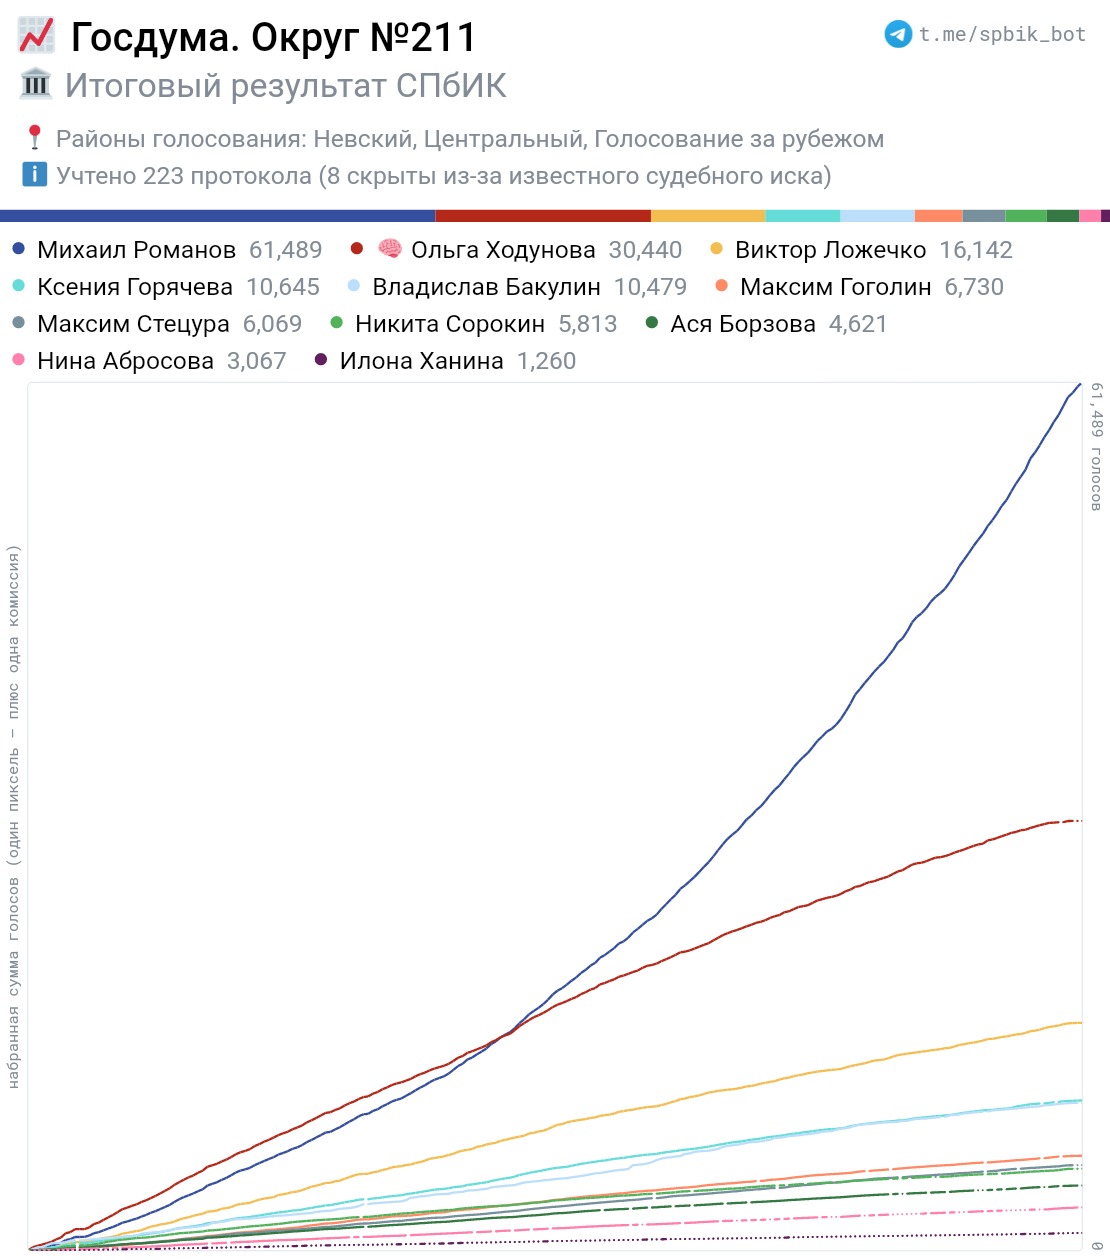 Госдума. Округ №211
t.me/spbik_bot
Итоговый результат СПбИК
Районы голосования: Невский, Центральный, Голосование за рубежом
Учтено 223 протокола (8 скрыты из-за известного судебного иска)
Михаил Романов 61,489 Ольга Ходунова 30,440 Виктор Ложечко 16,142
Ксения Горячева 10,645 Владислав Бакулин 10,479 Максим Гоголин 6,730
Максим Стецура 6,069 Никита Сорокин 5,813 Ася Борзова 4,621
Нина Абросова 3,067 Илона Ханина 1,260
61,489 голосов
набранная сумма голосов (один пиксель — плюс одна комиссия)
0